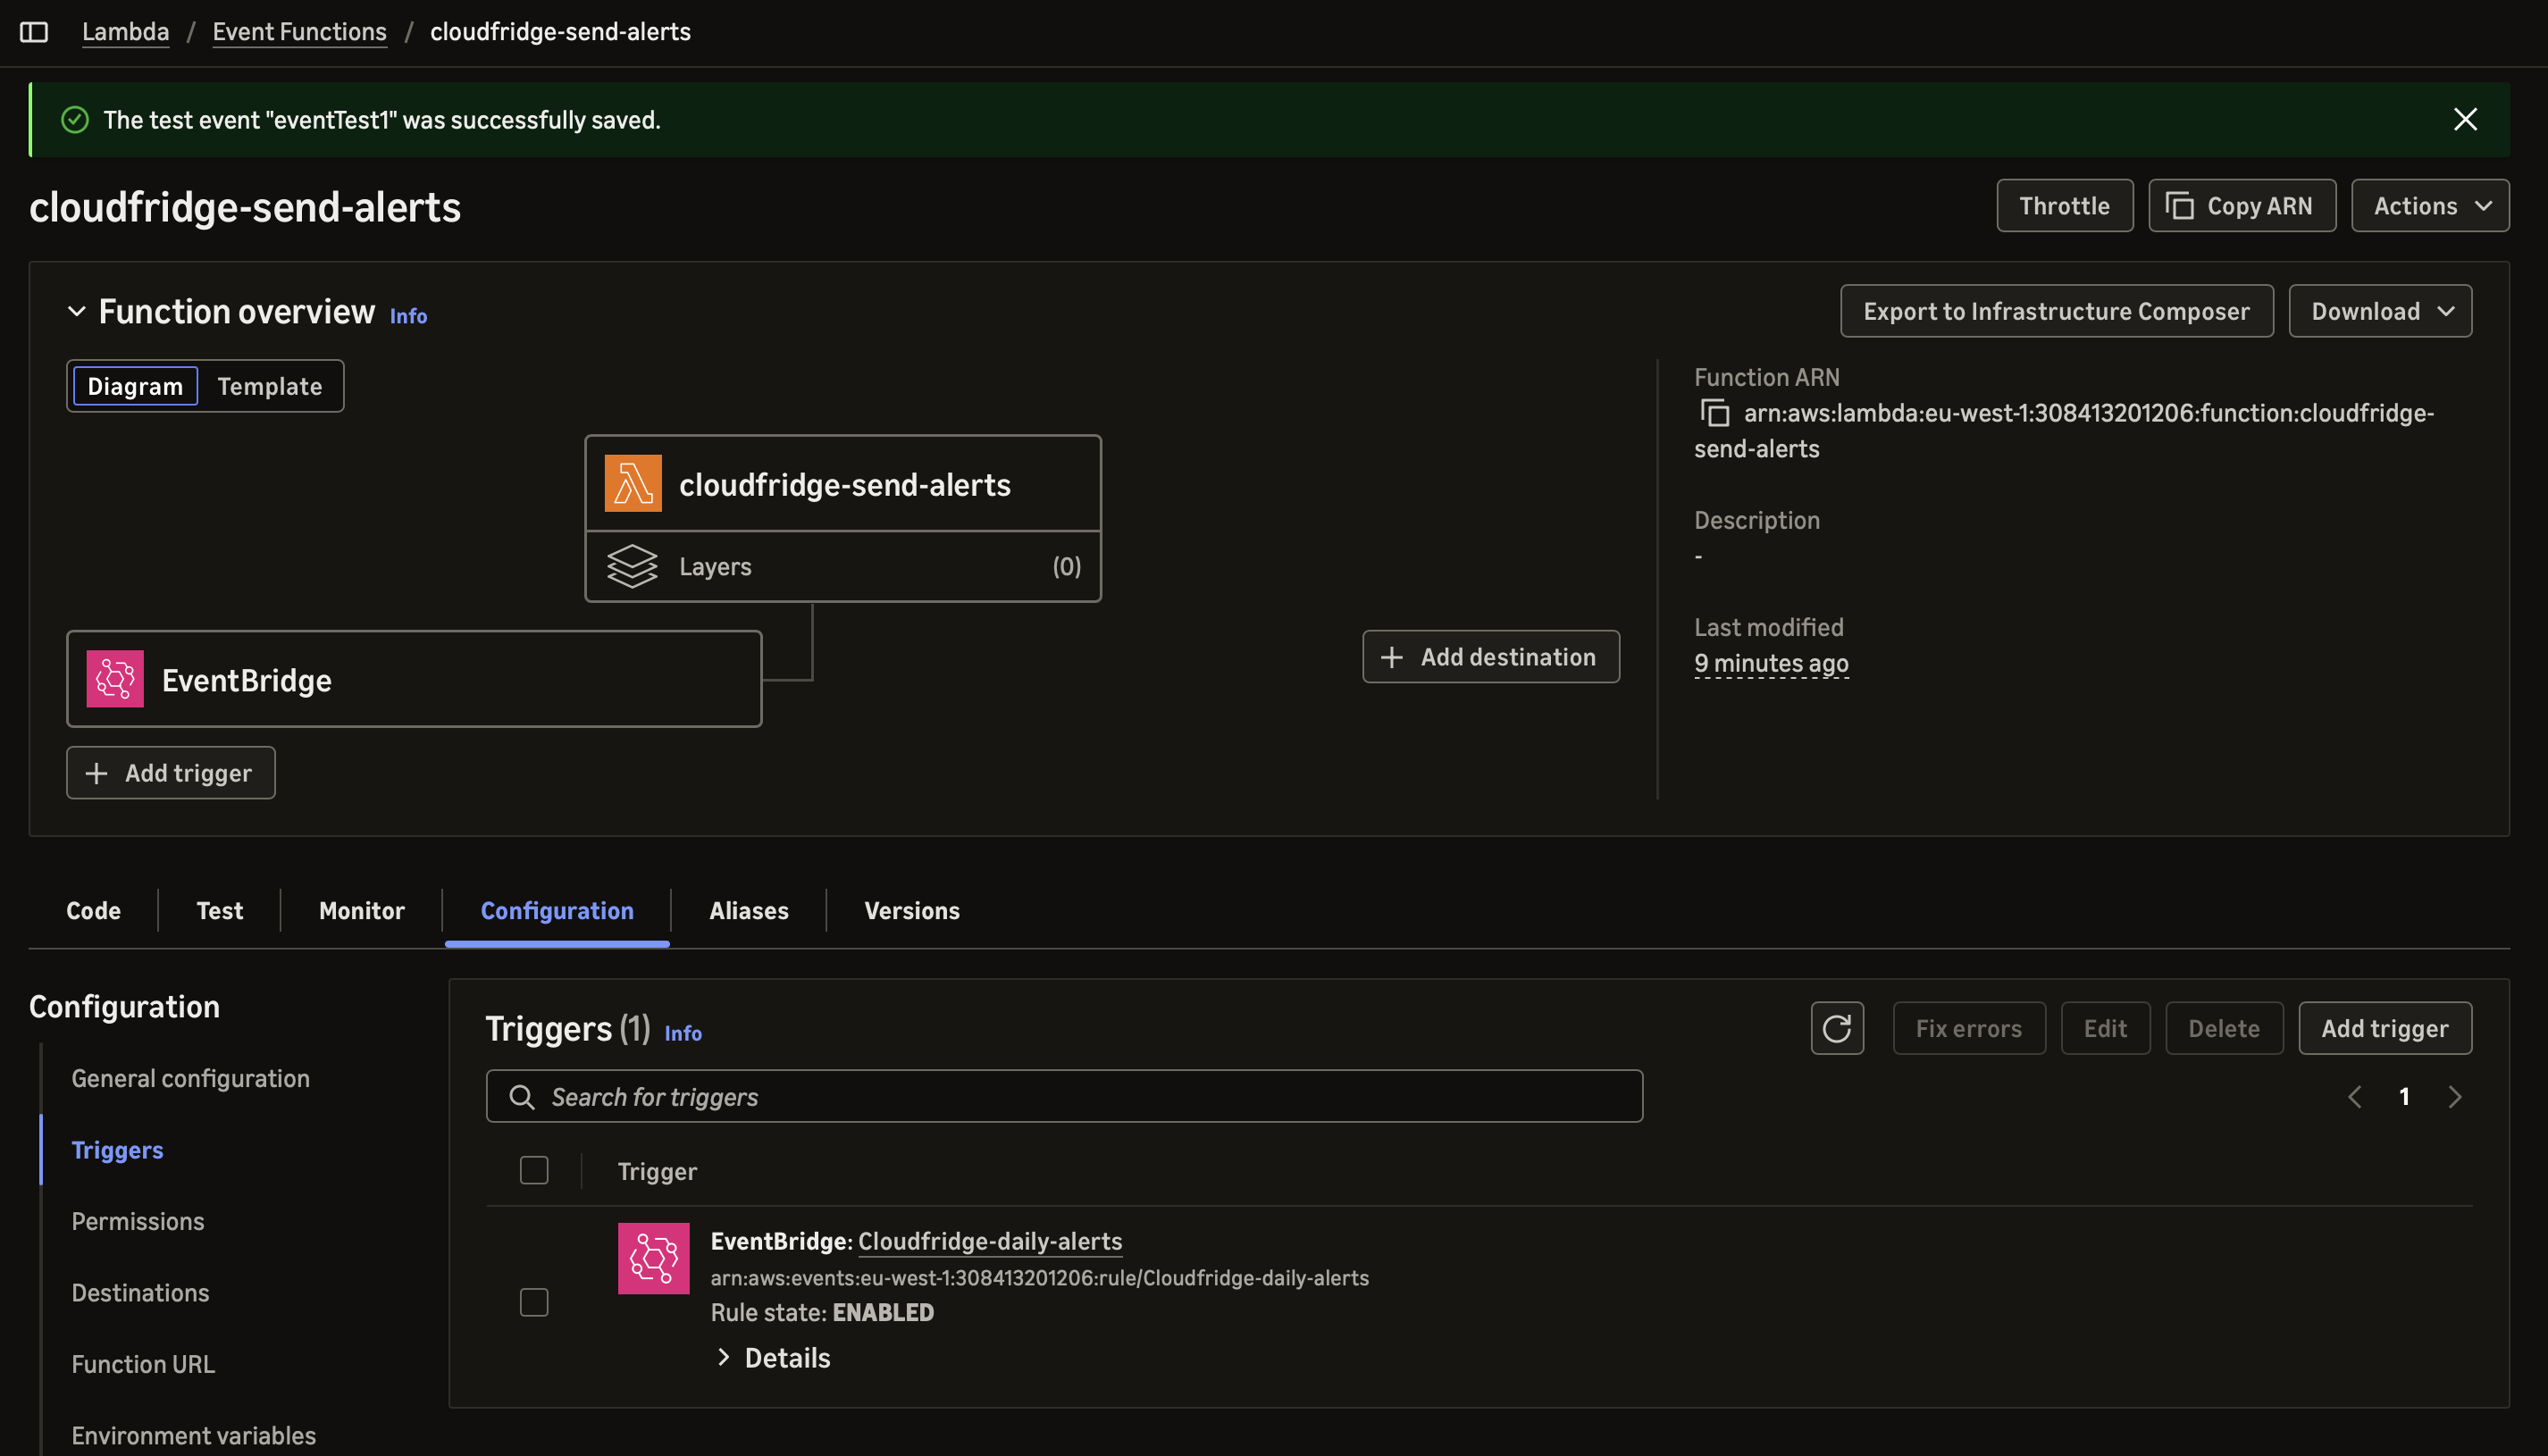 Lambda / Event Functions / cloudfridge-send-alerts
The test event "eventTest1" was successfully saved.
cloudfridge-send-alerts
Throttle
Copy ARN
Actions
Function overview Info
Export to Infrastructure Composer
Download
Diagram
Template
cloudfridge-send-alerts
Layers (0)
EventBridge
Add trigger
Add destination
Function ARN
arn:aws:lambda:eu-west-1:308413201206:function:cloudfridge-
send-alerts
Description
-
Last modified
9 minutes ago
Code
Test
Monitor
Configuration
Aliases
Versions
Configuration
General configuration
Triggers
Permissions
Destinations
Function URL
Environment variables
Triggers (1) Info
Fix errors
Edit
Delete
Add trigger
Search for triggers
1
Trigger
EventBridge: Cloudfridge-daily-alerts
arn:aws:events:eu-west-1:308413201206:rule/Cloudfridge-daily-alerts
Rule state: ENABLED
Details